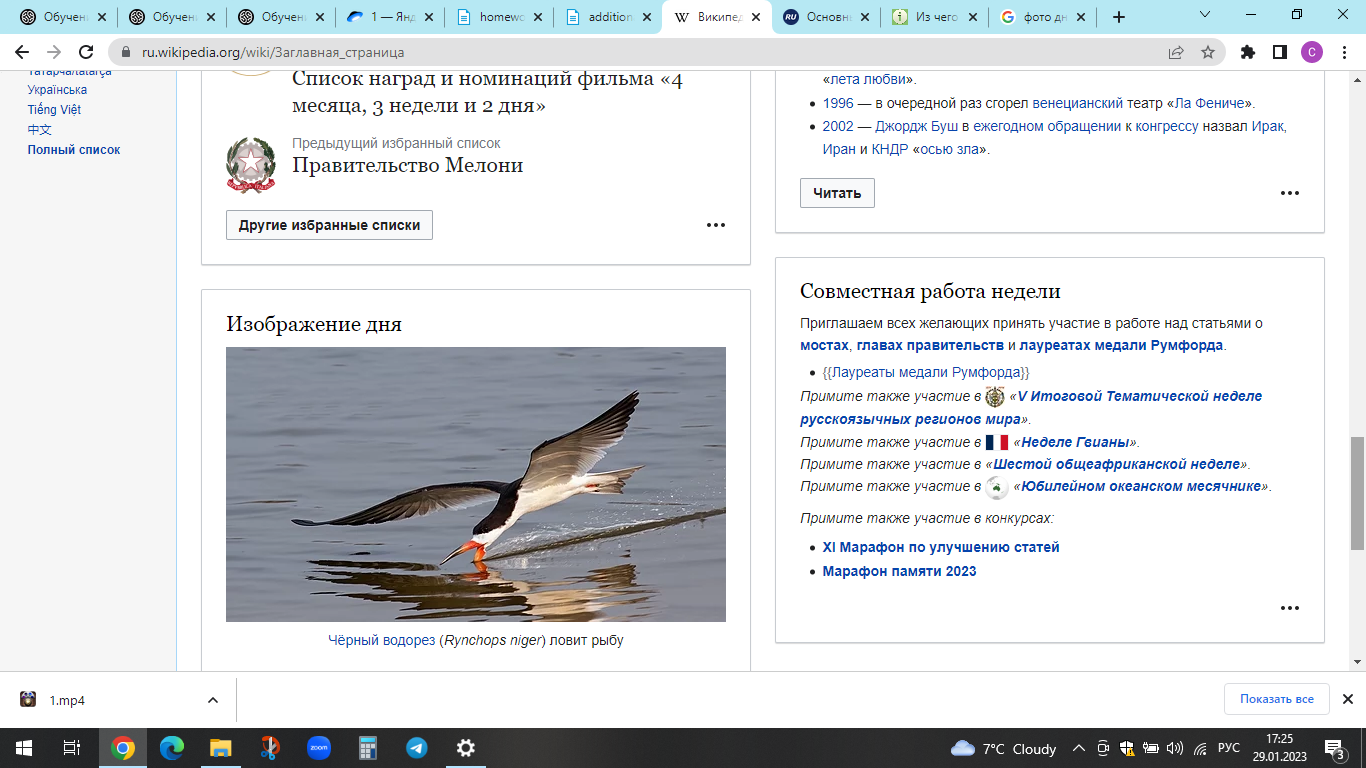 Обучен
Обучен
Обучен
1 — Янд
homewo
addition
Википед
Основн
Из чего
фото дн
ru.wikipedia.org/wiki/Заглавная_страница
С
Татарча/tatarça
Українська
Tiếng Việt
中文
Полный список
Список наград и номинаций фильма «4
месяца, 3 недели и 2 дня»
Предыдущий избранный список
Правительство Мелони
Другие избранные списки
Изображение дня
Чёрный водорез (Rynchops niger) ловит рыбу
«лета любви».
1996 — в очередной раз сгорел венецианский театр «Ла Фениче».
2002 — Джордж Буш в ежегодном обращении к конгрессу назвал Ирак,
Иран и КНДР «осью зла».
Читать
Совместная работа недели
Приглашаем всех желающих принять участие в работе над статьями о
мостах, главах правительств и лауреатах медали Румфорда.
{{Лауреаты медали Румфорда}}
Примите также участие в «V Итоговой Тематической неделе
русскоязычных регионов мира».
Примите также участие в «Неделе Гвианы».
Примите также участие в «Шестой общеафриканской неделе».
Примите также участие в «Юбилейном океанском месячнике».
Примите также участие в конкурсах:
XI Марафон по улучшению статей
Марафон памяти 2023
1.mp4
Показать все
zoom
7°C Cloudy
РУС
17:25
29.01.2023
3